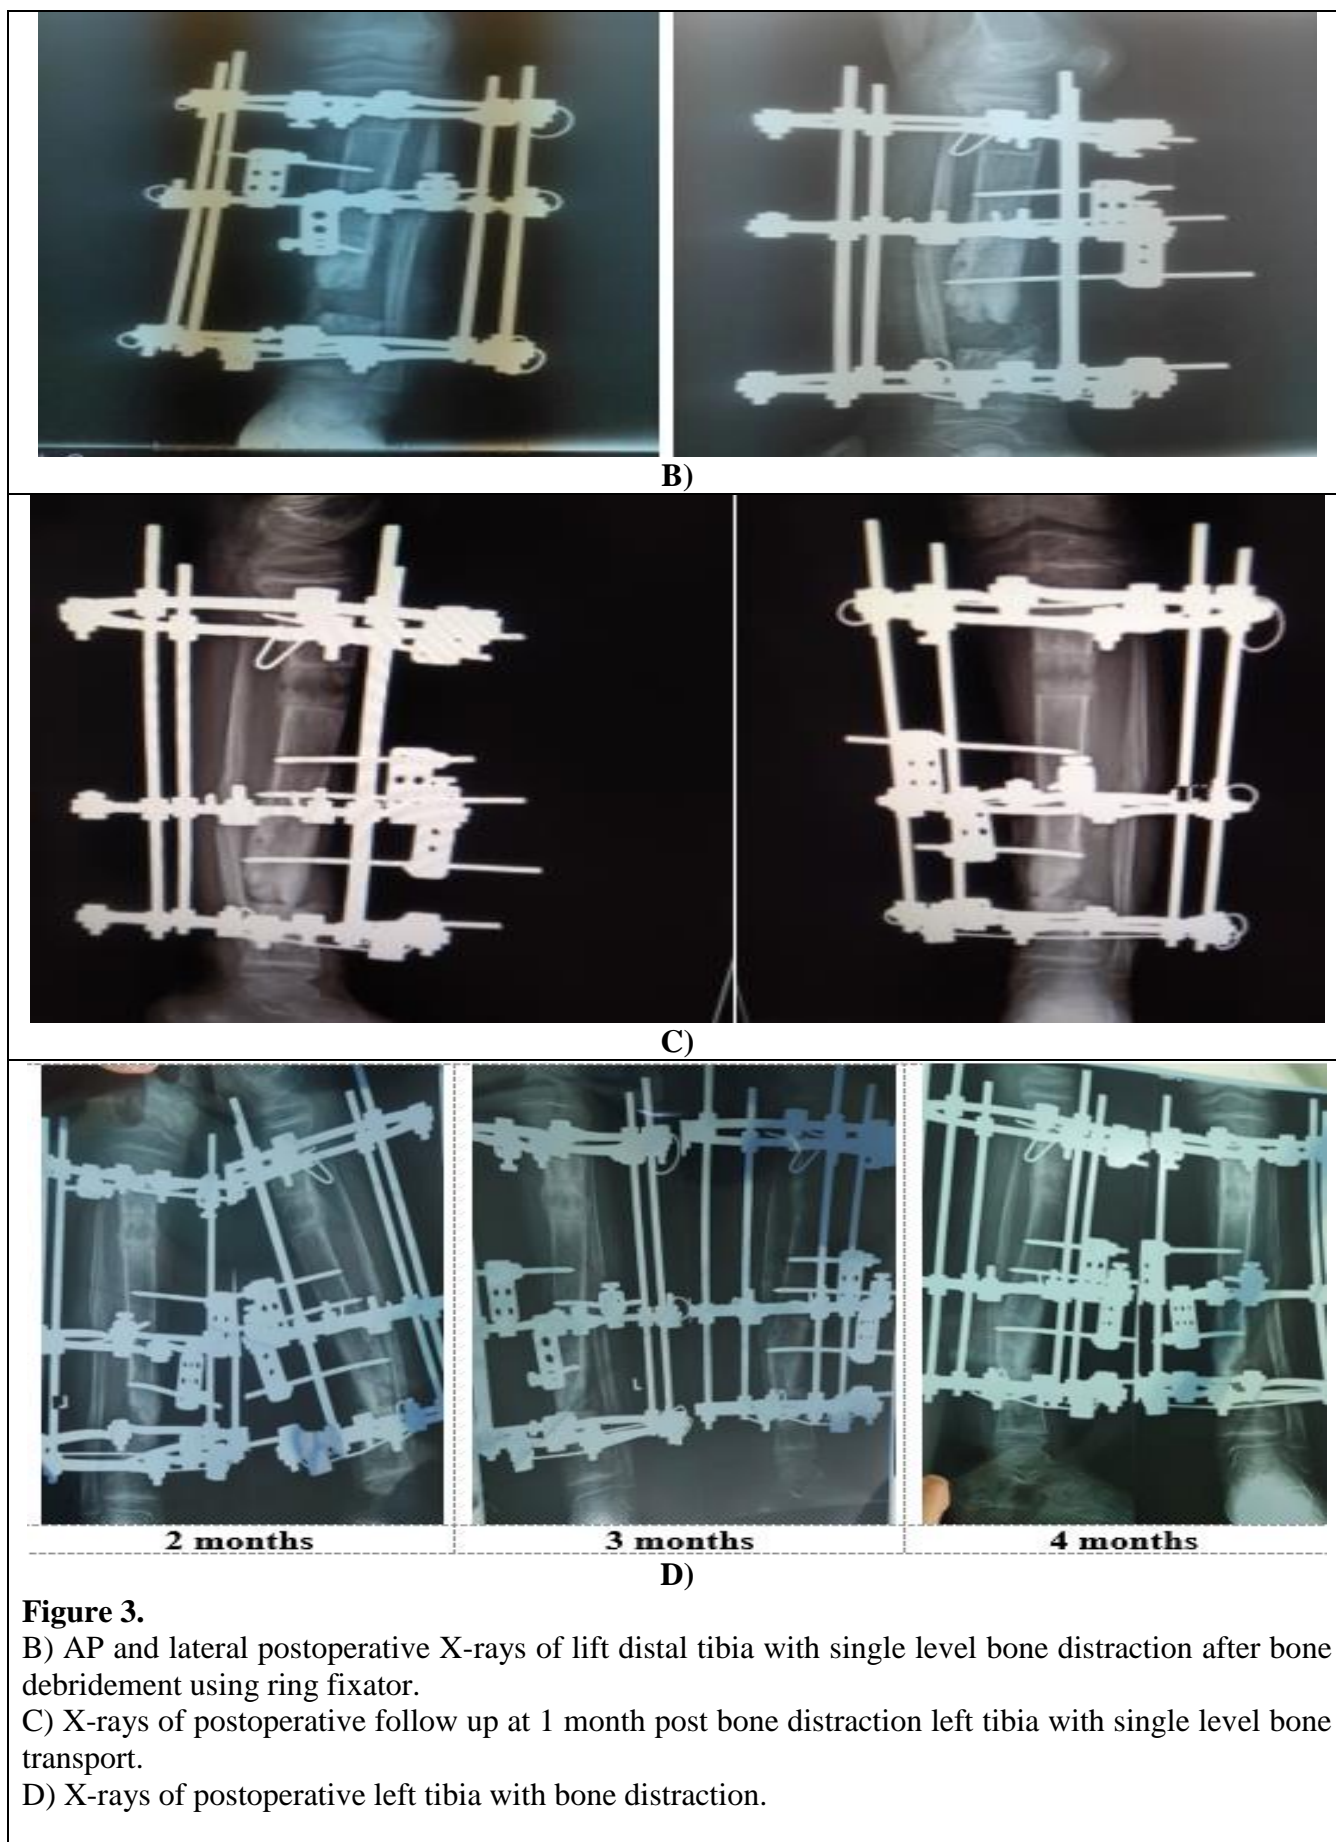 B)
C)
L
2 months
3 months
4 months
D)
Figure 3.
B) AP and lateral postoperative X-rays of lift distal tibia with single level bone distraction after bone
debridement using ring fixator.
C) X-rays of postoperative follow up at 1 month post bone distraction left tibia with single level bone
transport.
D) X-rays of postoperative left tibia with bone distraction.